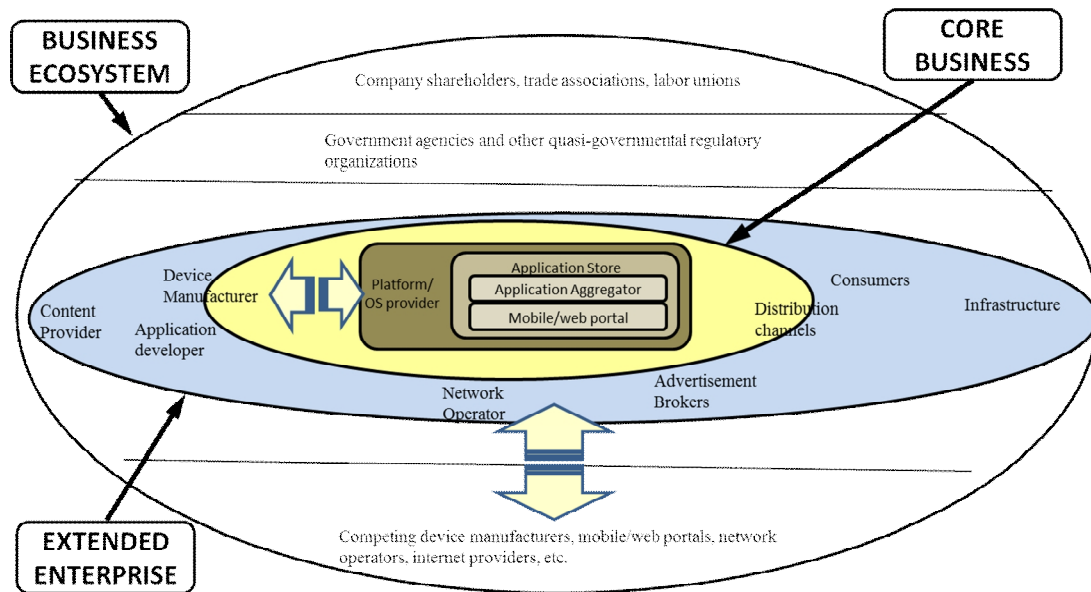 BUSINESS
ECOSYSTEM
CORE
BUSINESS
Company shareholders, trade associations, labor unions
Government agencies and other quasi-governmental regulatory
organizations
Device
Manufacturer
Platform/
OS provider
Application Store
Application Aggregator
Mobile/web portal
Consumers
Content
Provider
Application
developer
Distribution
channels
Infrastructure
Network
Operator
Advertisement
Brokers
Competing device manufacturers, mobile/web portals, network
operators, internet providers, etc.
EXTENDED
ENTERPRISE